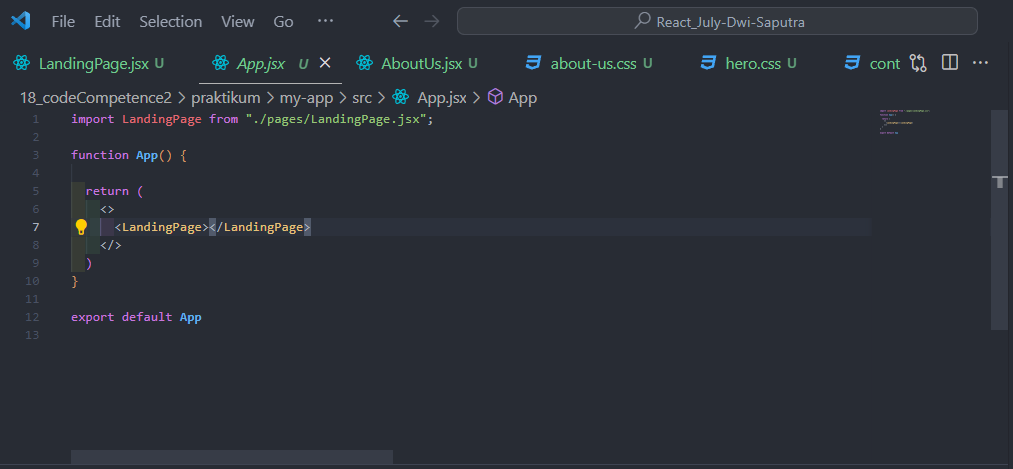 File Edit Selection View Go ··· React_July-Dwi-Saputra
LandingPage.jsx U App.jsx U AboutUs.jsx U about-us.css U hero.css U cont ···
18_codeCompetence2 > praktikum > my-app > src > App.jsx > App
1 import LandingPage from "./pages/LandingPage.jsx";
2
3 function App() {
4
5 return (
6 <>
7 <LandingPage></LandingPage>
8 </>
9 )
10 }
11
12 export default App
13